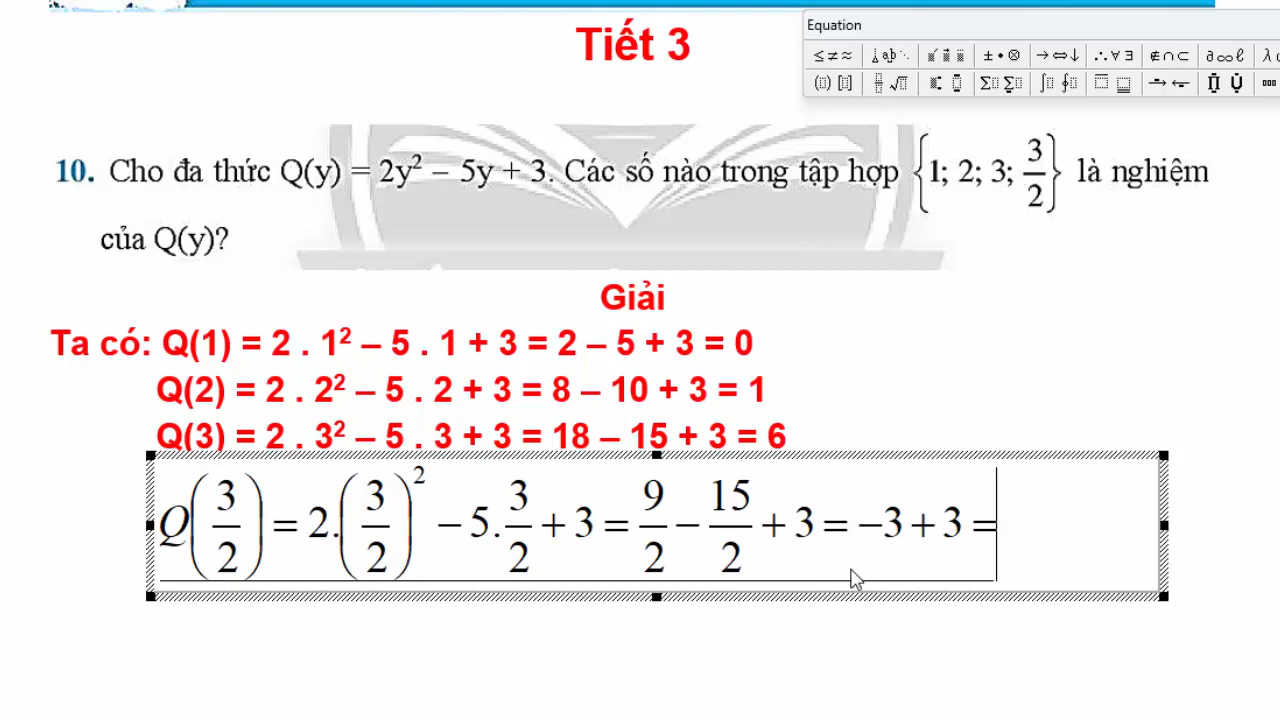 Tiết 3
Equation
≤≠≈ ±•⊗ →⇔↓ ∴∀∃ ∉∩⊂ ∂∞ℓ
10. Cho đa thức Q(y) = 2y² – 5y + 3. Các số nào trong tập hợp {1; 2; 3; 3/2} là nghiệm
của Q(y)?
Giải
Ta có: Q(1) = 2 . 1² – 5 . 1 + 3 = 2 – 5 + 3 = 0
Q(2) = 2 . 2² – 5 . 2 + 3 = 8 – 10 + 3 = 1
Q(3) = 2 . 3² – 5 . 3 + 3 = 18 – 15 + 3 = 6
Q(3/2) = 2.(3/2)² – 5.3/2 + 3 = 9/2 – 15/2 + 3 = –3 + 3 =